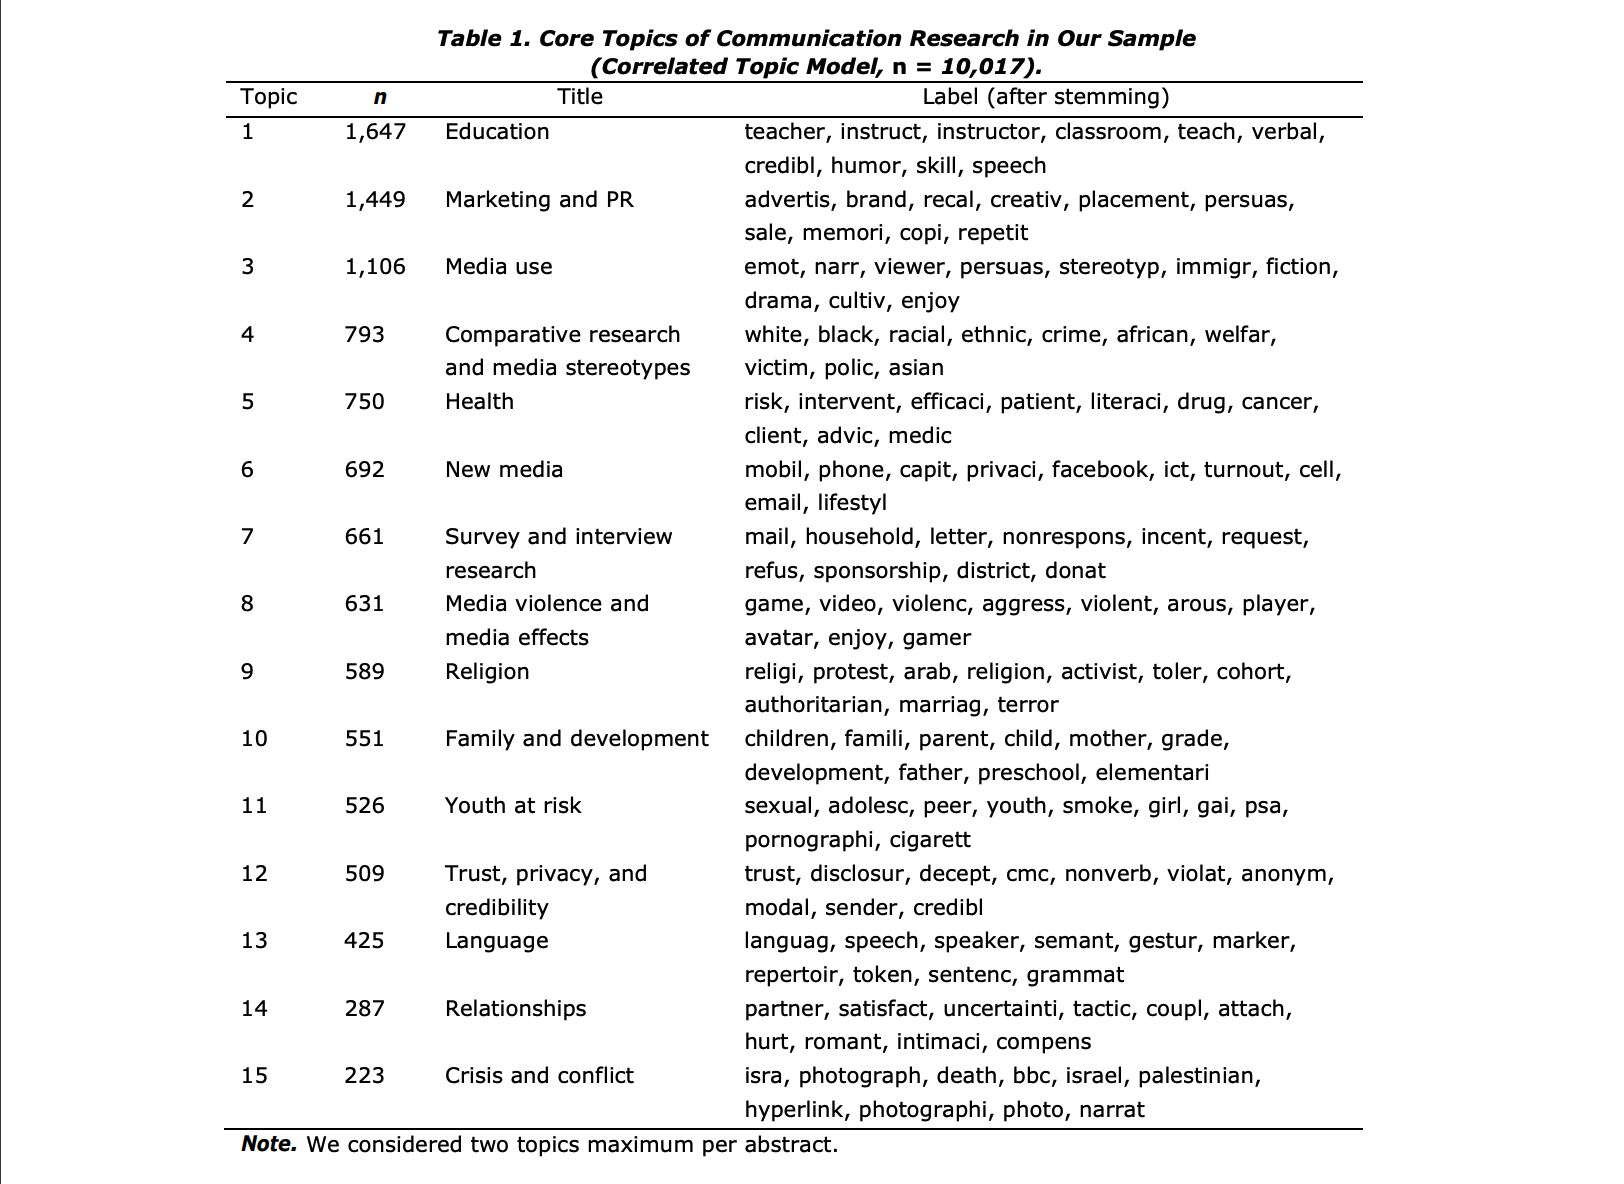 Table 1. Core Topics of Communication Research in Our Sample
(Correlated Topic Model, n = 10,017).
Topic n Title Label (after stemming)
1 1,647 Education teacher, instruct, instructor, classroom, teach, verbal,
credibl, humor, skill, speech
2 1,449 Marketing and PR advertis, brand, recal, creativ, placement, persuas,
sale, memori, copi, repetit
3 1,106 Media use emot, narr, viewer, persuas, stereotyp, immigr, fiction,
drama, cultiv, enjoy
4 793 Comparative research white, black, racial, ethnic, crime, african, welfar,
and media stereotypes victim, polic, asian
5 750 Health risk, intervent, efficaci, patient, literaci, drug, cancer,
client, advic, medic
6 692 New media mobil, phone, capit, privaci, facebook, ict, turnout, cell,
email, lifestyl
7 661 Survey and interview mail, household, letter, nonrespons, incent, request,
research refus, sponsorship, district, donat
8 631 Media violence and game, video, violenc, aggress, violent, arous, player,
media effects avatar, enjoy, gamer
9 589 Religion religi, protest, arab, religion, activist, toler, cohort,
authoritarian, marriag, terror
10 551 Family and development children, famili, parent, child, mother, grade,
development, father, preschool, elementari
11 526 Youth at risk sexual, adolesc, peer, youth, smoke, girl, gai, psa,
pornographi, cigarett
12 509 Trust, privacy, and trust, disclosur, decept, cmc, nonverb, violat, anonym,
credibility modal, sender, credibl
13 425 Language languag, speech, speaker, semant, gestur, marker,
repertoir, token, sentenc, grammat
14 287 Relationships partner, satisfact, uncertainti, tactic, coupl, attach,
hurt, romant, intimaci, compens
15 223 Crisis and conflict isra, photograph, death, bbc, israel, palestinian,
hyperlink, photographi, photo, narrat
Note. We considered two topics maximum per abstract.